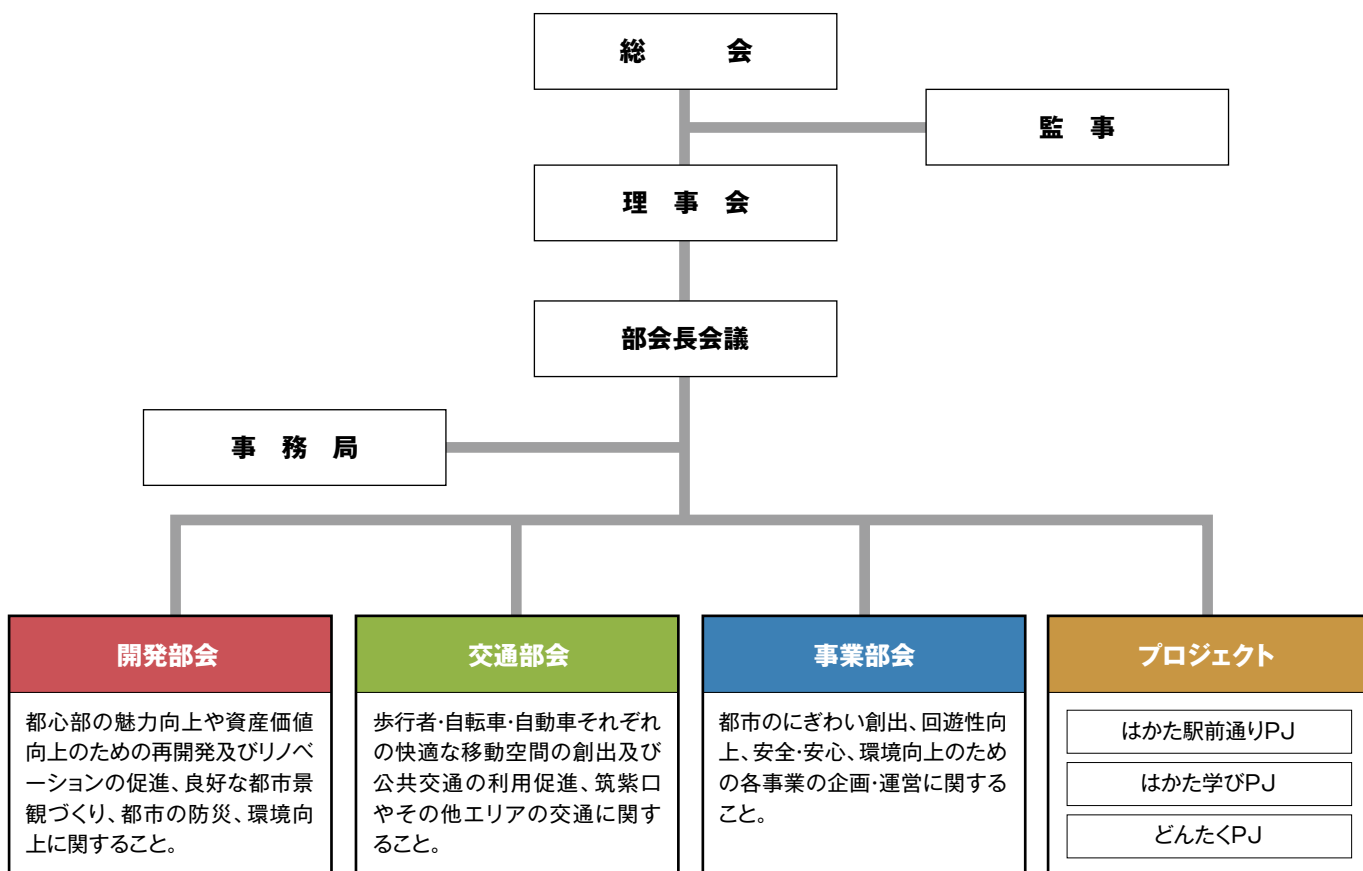 総　会
監　事
理　事　会
部会長会議
事　務　局
開発部会
都心部の魅力向上や資産価値
向上のための再開発及びリノベ
ーションの促進、良好な都市景
観づくり、都市の防災、環境向
上に関すること。
交通部会
歩行者・自転車・自動車それぞれ
の快適な移動空間の創出及び
公共交通の利用促進、筑紫口
やその他エリアの交通に関す
ること。
事業部会
都市のにぎわい創出、回遊性向
上、安全・安心、環境向上のため
の各事業の企画・運営に関する
こと。
プロジェクト
はかた駅前通りPJ
はかた学びPJ
どんたくPJ